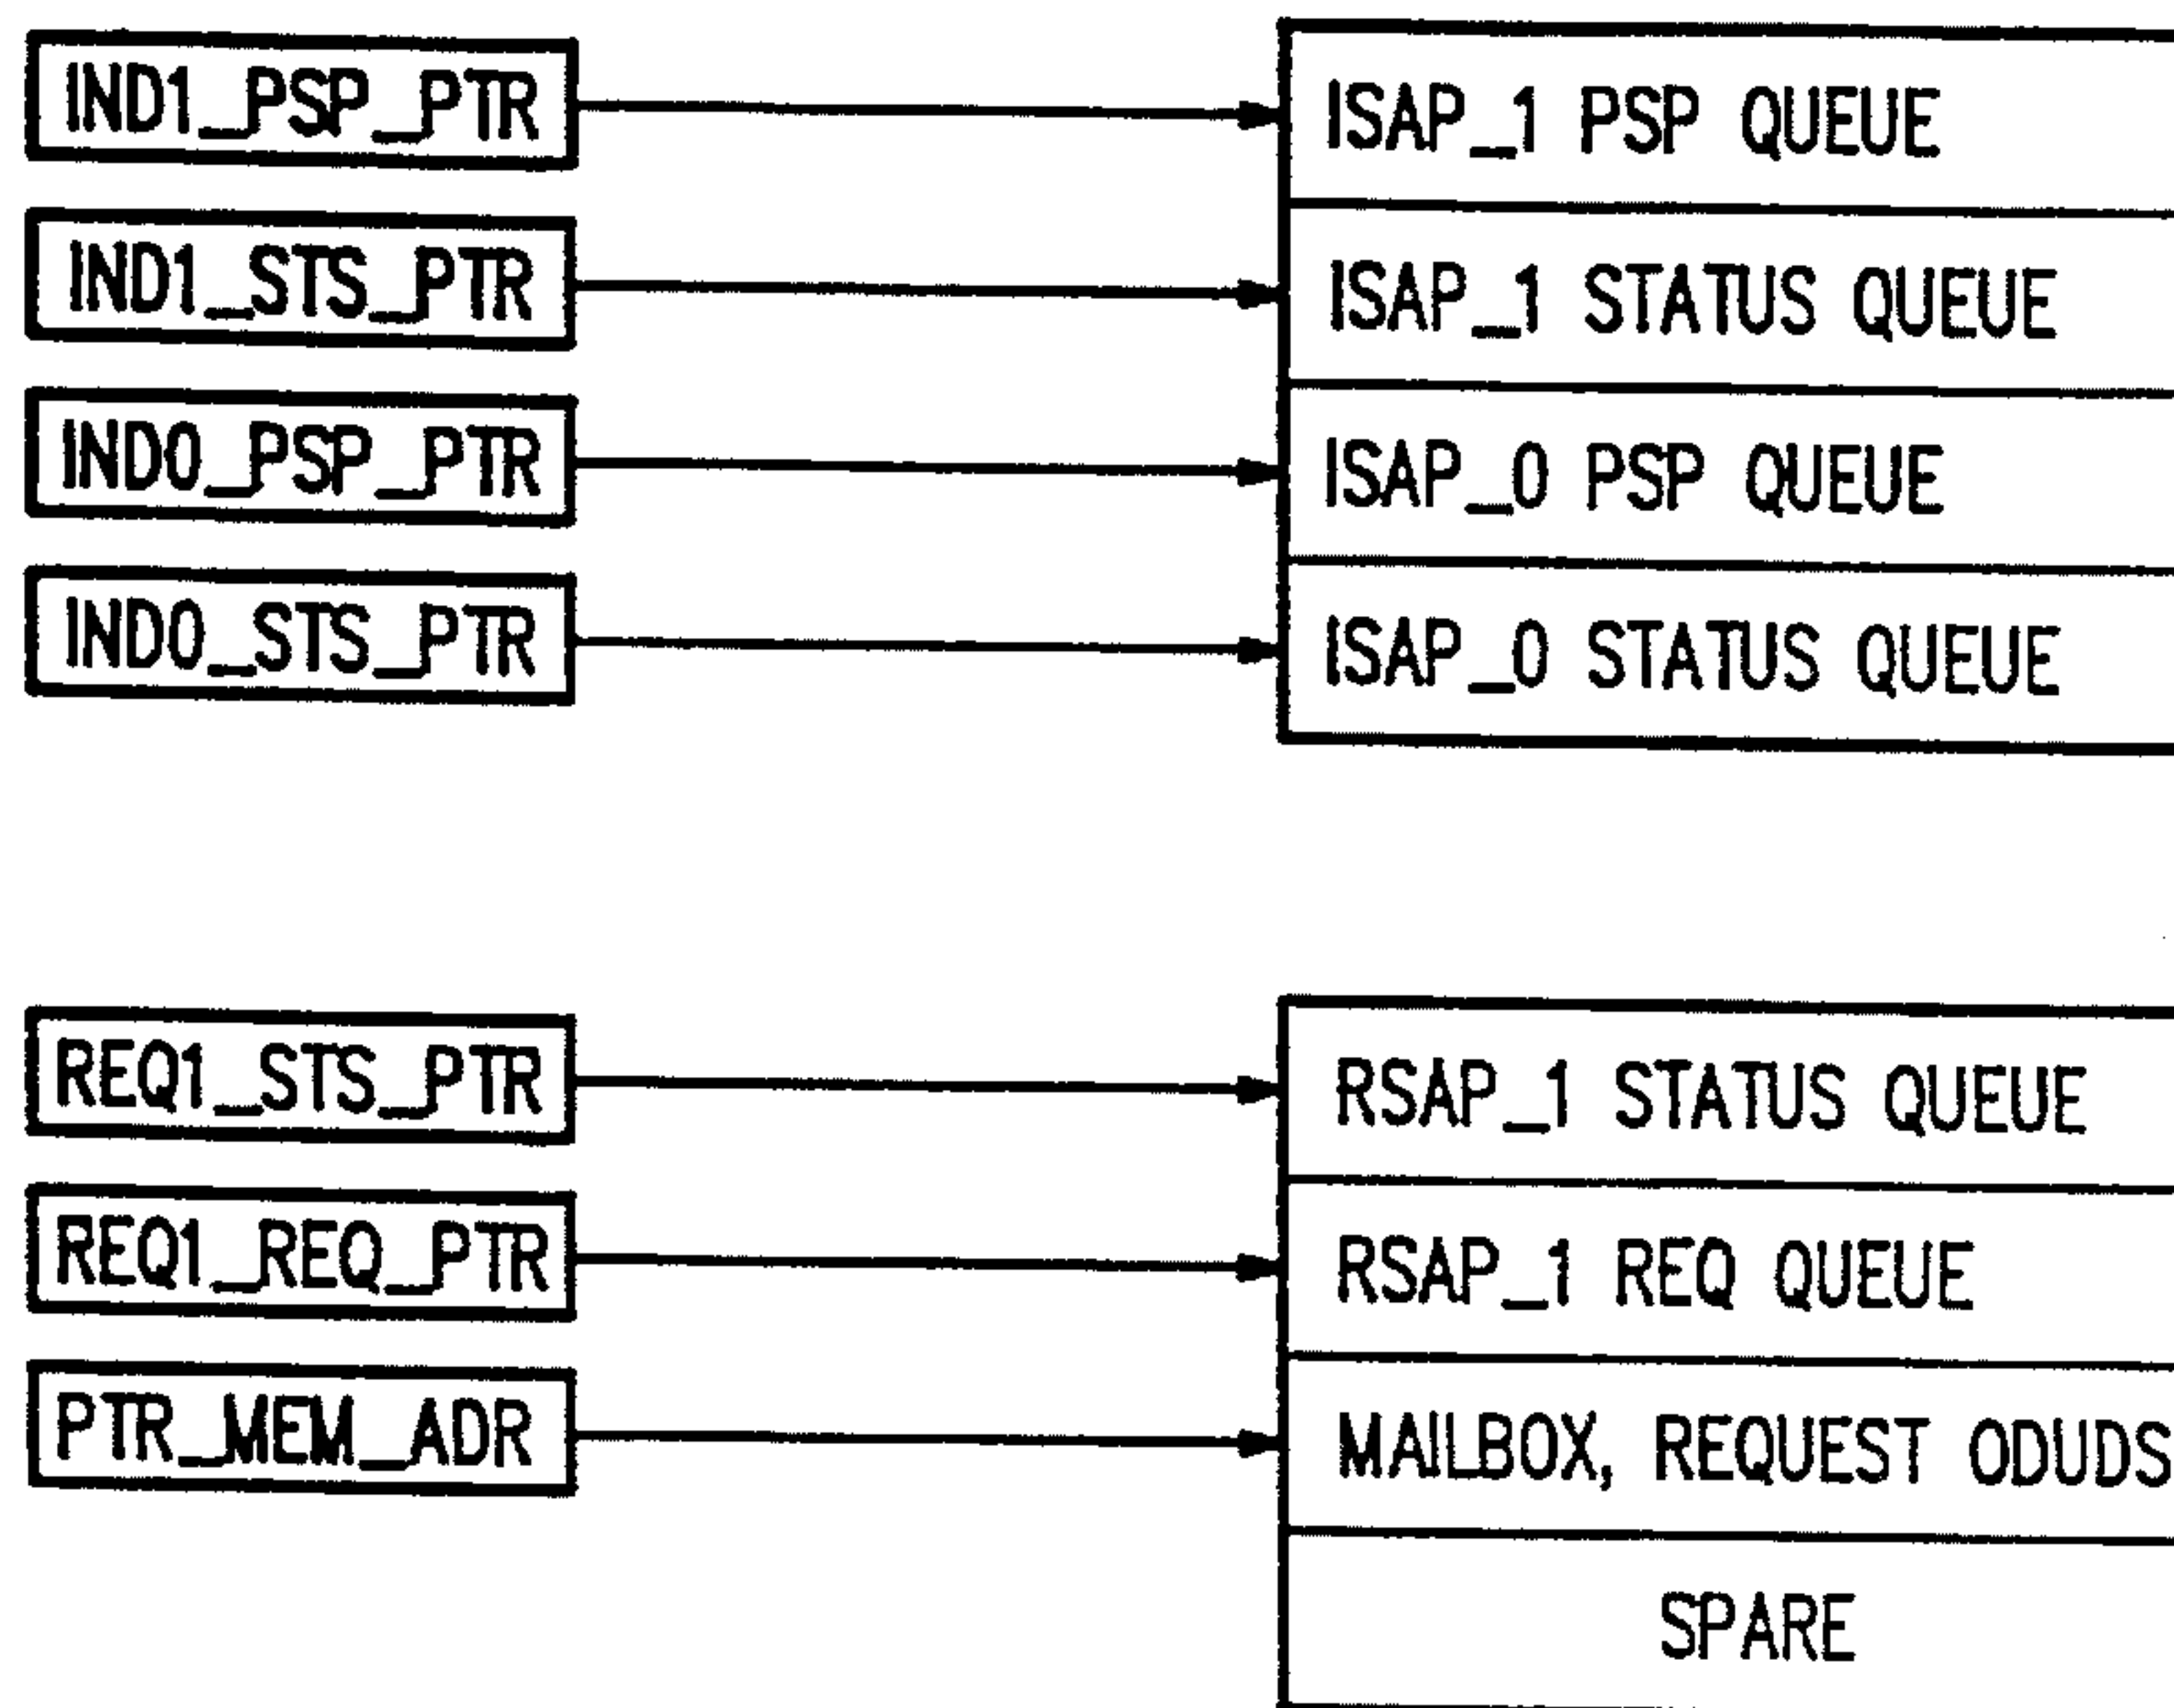 IND1_PSP_PTR ISAP_1 PSP QUEUE
IND1_STS_PTR ISAP_1 STATUS QUEUE
IND0_PSP_PTR ISAP_0 PSP QUEUE
IND0_STS_PTR ISAP_0 STATUS QUEUE
REQ1_STS_PTR RSAP_1 STATUS QUEUE
REQ1_REQ_PTR RSAP_1 REQ QUEUE
PTR_MEM_ADR MAILBOX, REQUEST ODUDS
SPARE